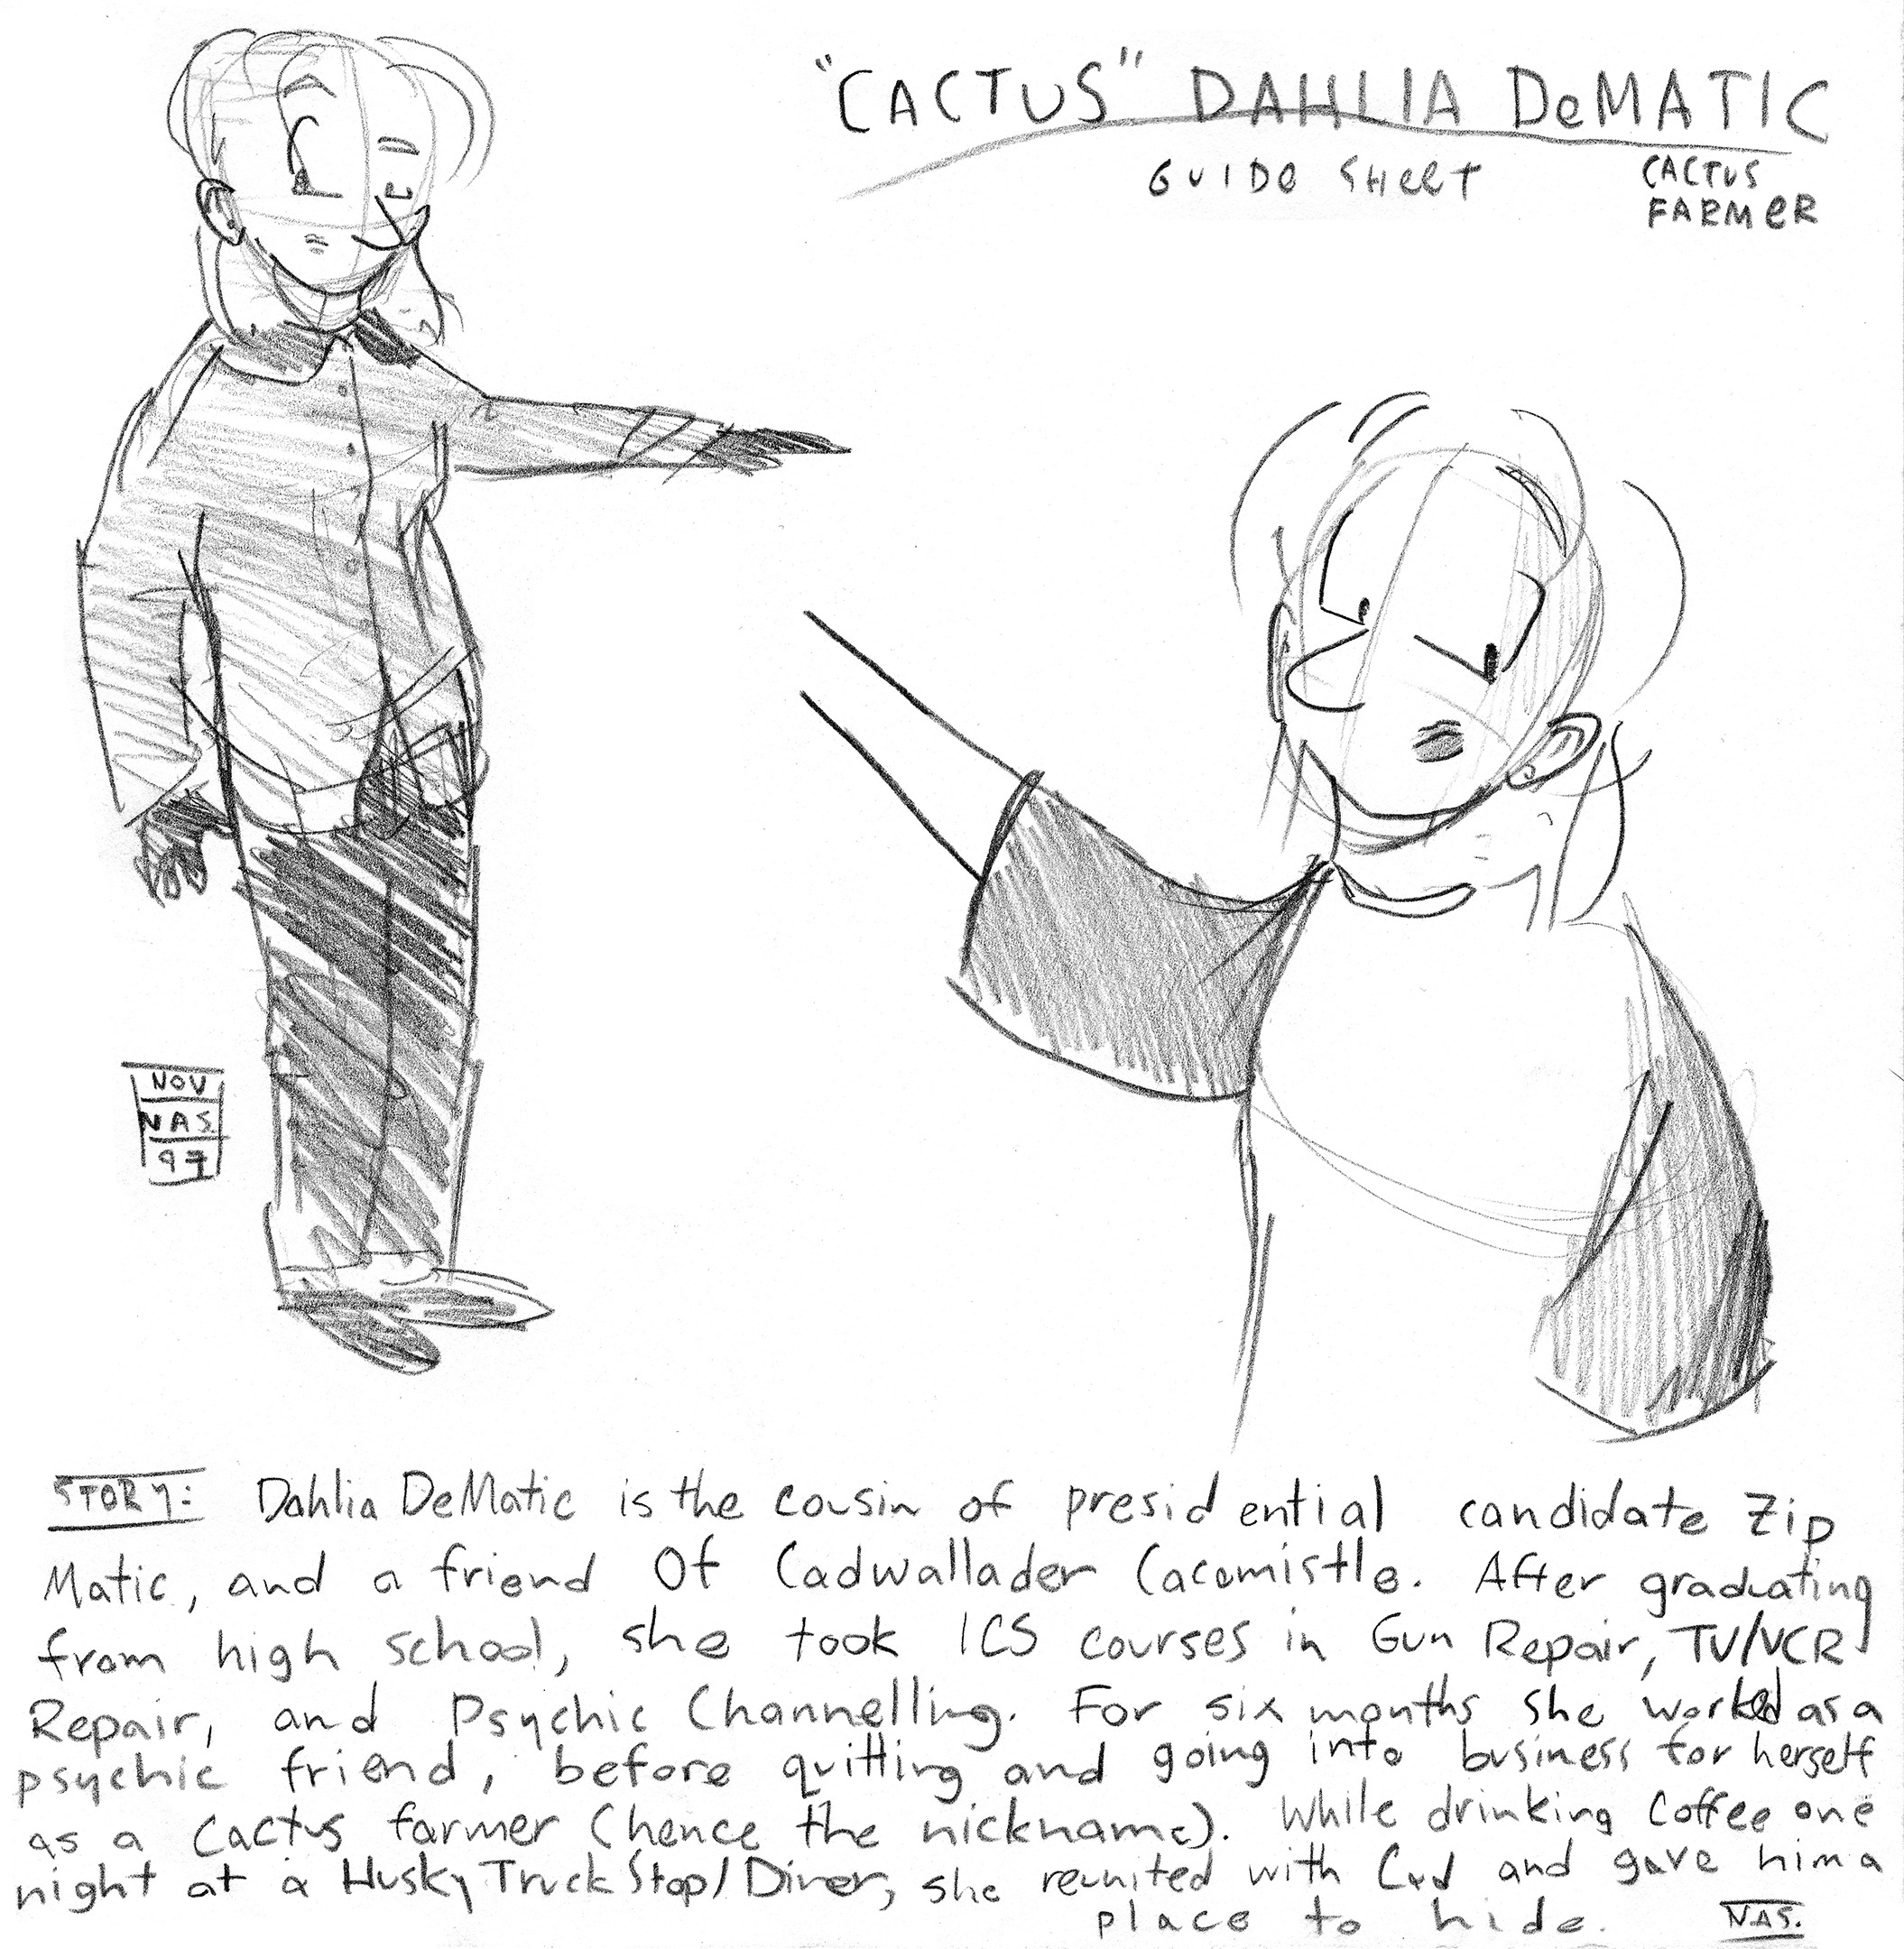 "CACTUS" DAHLIA DeMATIC
GUIDe SHeeT
CACTUS
FARMeR
NOV
NAS.
97
STORY: Dahlia DeMatic is the cousin of presidential candidate Zip
Matic, and a friend Of Cadwallader Cacomistle. After graduating
from high school, she took ICS courses in Gun Repair, TV/VCR
Repair, and Psychic Channelling. For six months she worked as a
psychic friend, before quitting and going into business for herself
as a Cactus farmer (hence the nickname). While drinking Coffee one
night at a Husky Truck Stop/Diner, she reunited with Cad and gave him a
place to hide. NAS.